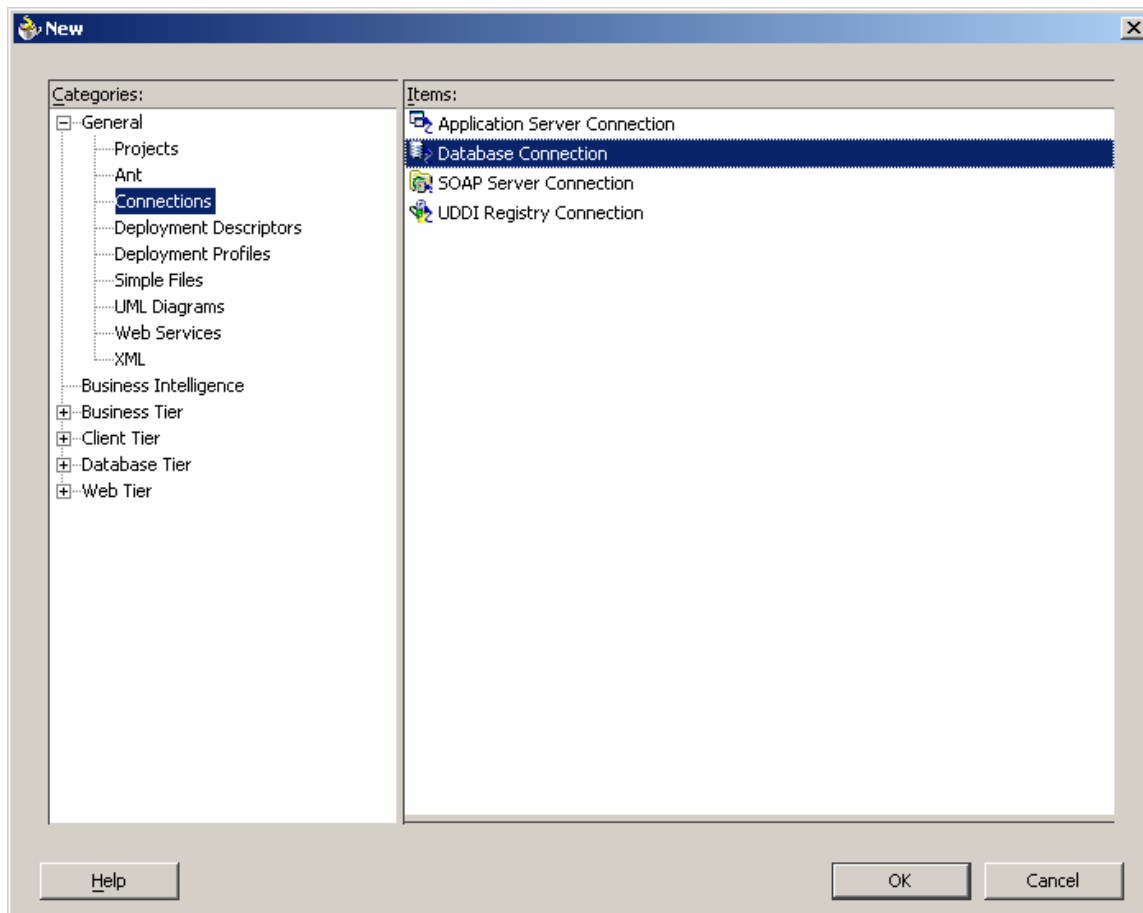 New
Categories:
General
Projects
Ant
Connections
Deployment Descriptors
Deployment Profiles
Simple Files
UML Diagrams
Web Services
XML
Business Intelligence
Business Tier
Client Tier
Database Tier
Web Tier
Items:
Application Server Connection
Database Connection
SOAP Server Connection
UDDI Registry Connection
Help
OK
Cancel